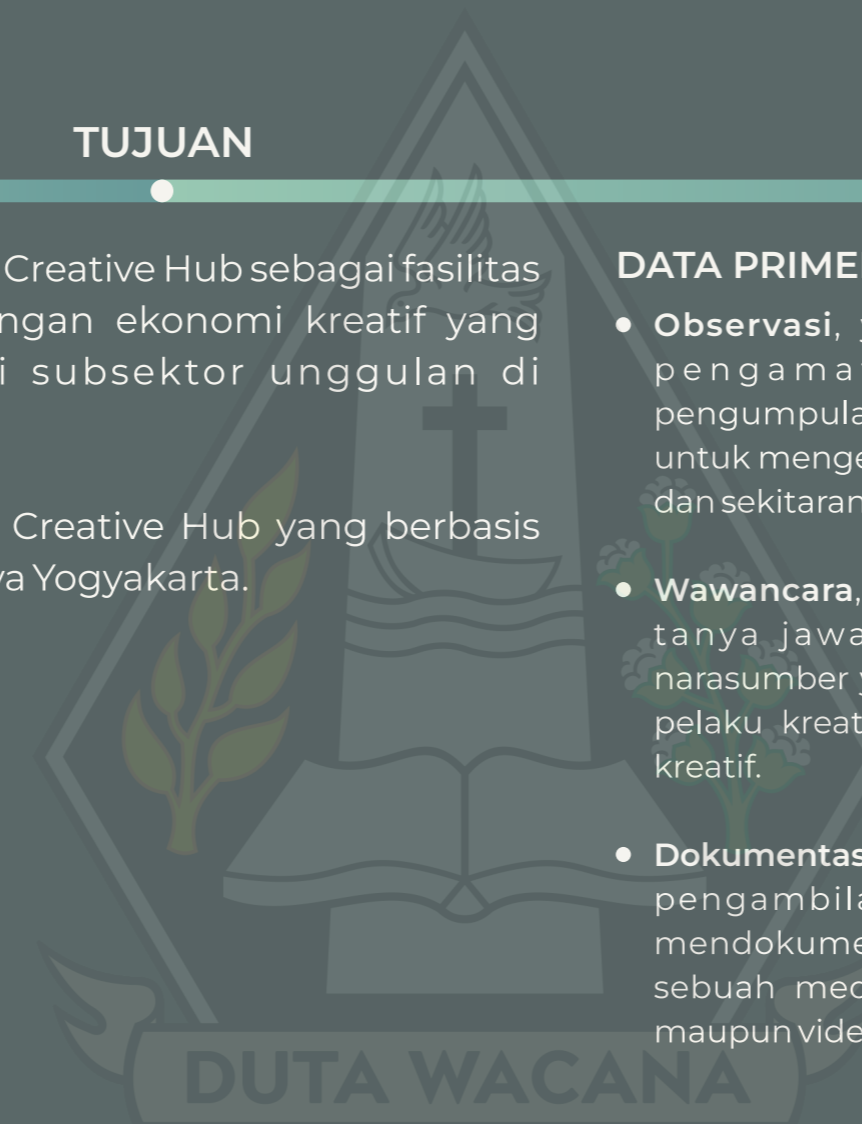 TUJUAN
Creative Hub sebagai fasilitas
ngan ekonomi kreatif yang
i subsektor unggulan di
Creative Hub yang berbasis
ya Yogyakarta.
DATA PRIME
Observasi,
pengama
pengumpula
untuk menge
dan sekitaran
Wawancara,
tanya jawa
narasumber y
pelaku kreat
kreatif.
Dokumentas
pengambila
mendokume
sebuah med
maupun vide
DUTA WACANA